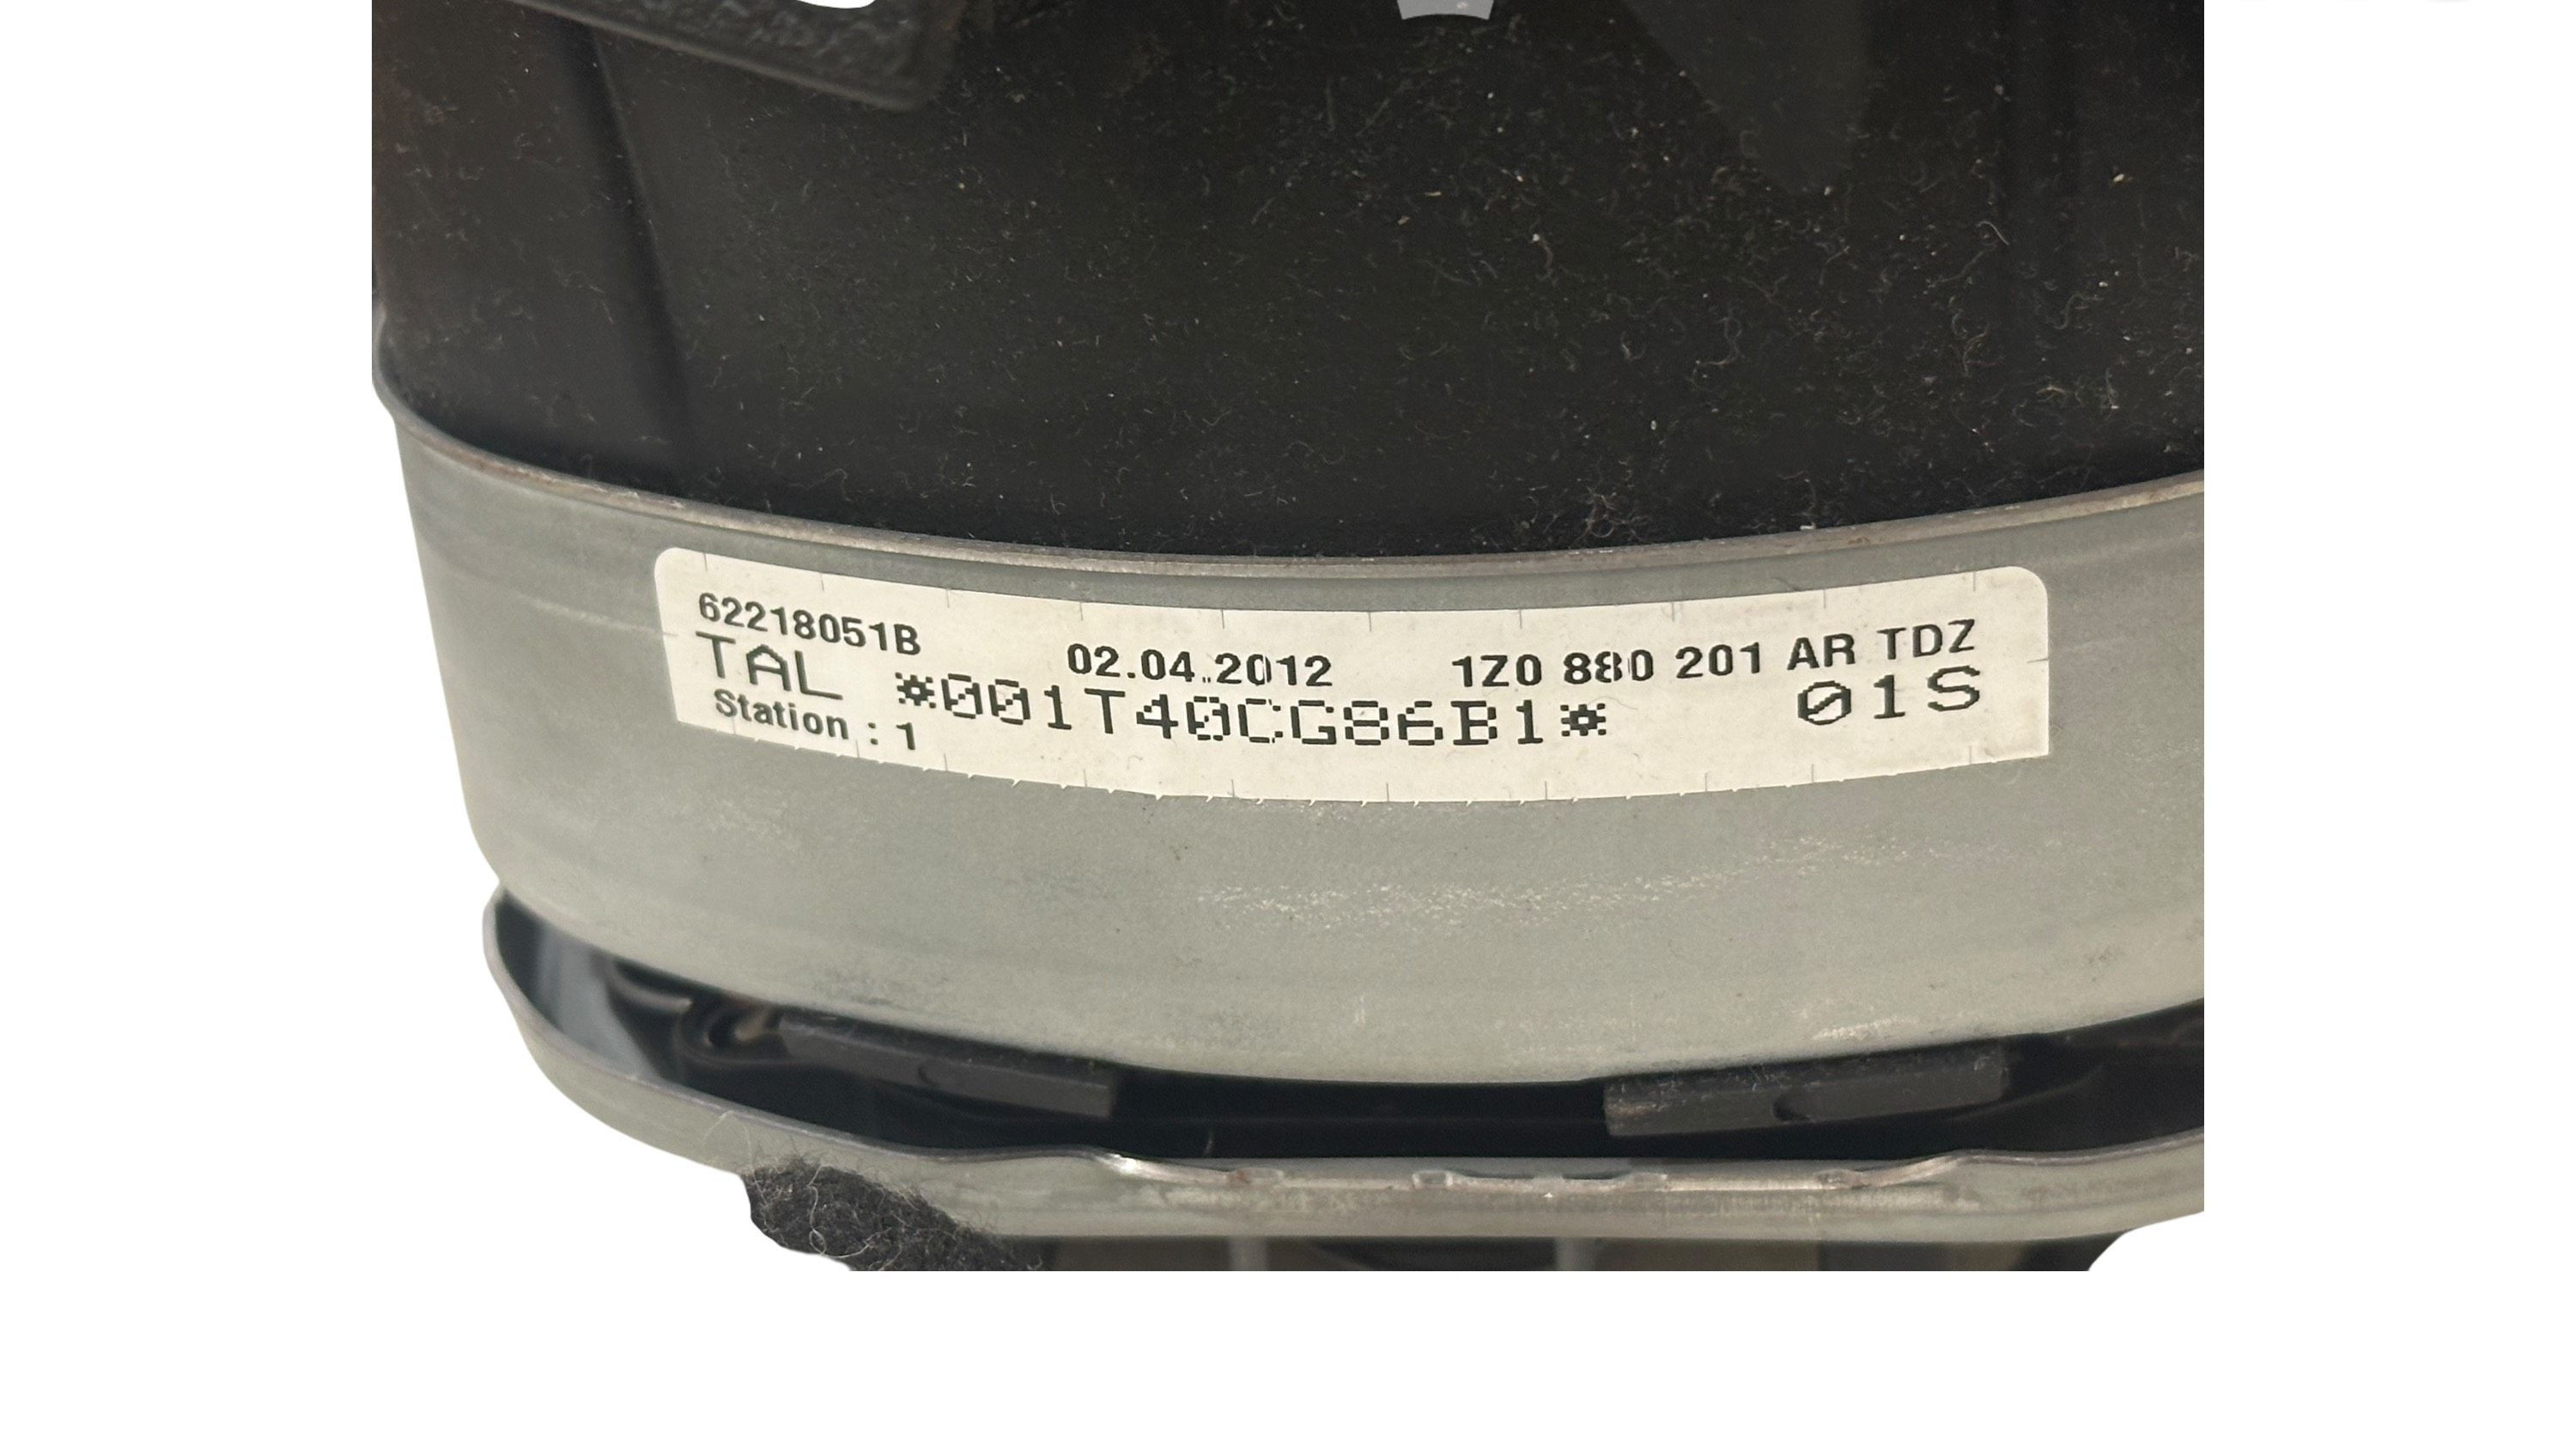 62218051B 02.04.2012 1Z0 880 201 AR TDZ
TAL *001T40CG86B1* 01S
Station : 1